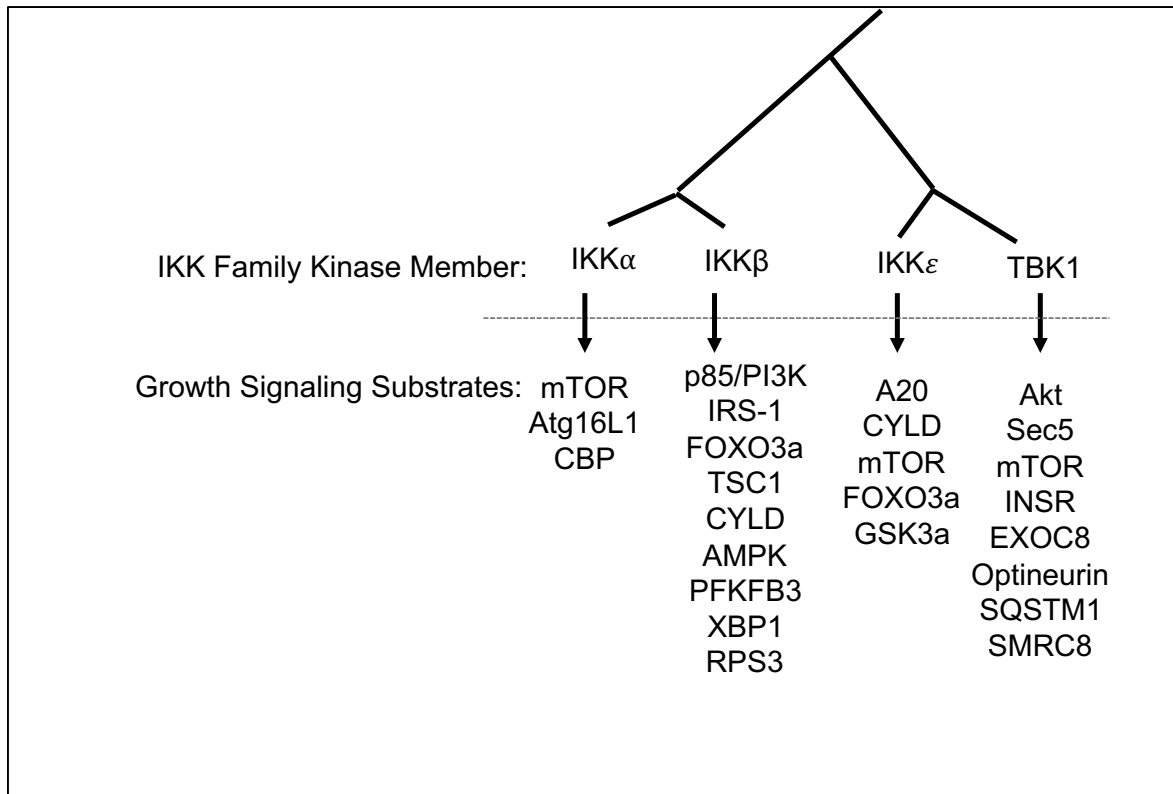 IKK Family Kinase Member: IKKα IKKβ IKKε TBK1
Growth Signaling Substrates:
mTOR
Atg16L1
CBP
p85/PI3K
IRS-1
FOXO3a
TSC1
CYLD
AMPK
PFKFB3
XBP1
RPS3
A20
CYLD
mTOR
FOXO3a
GSK3a
Akt
Sec5
mTOR
INSR
EXOC8
Optineurin
SQSTM1
SMRC8